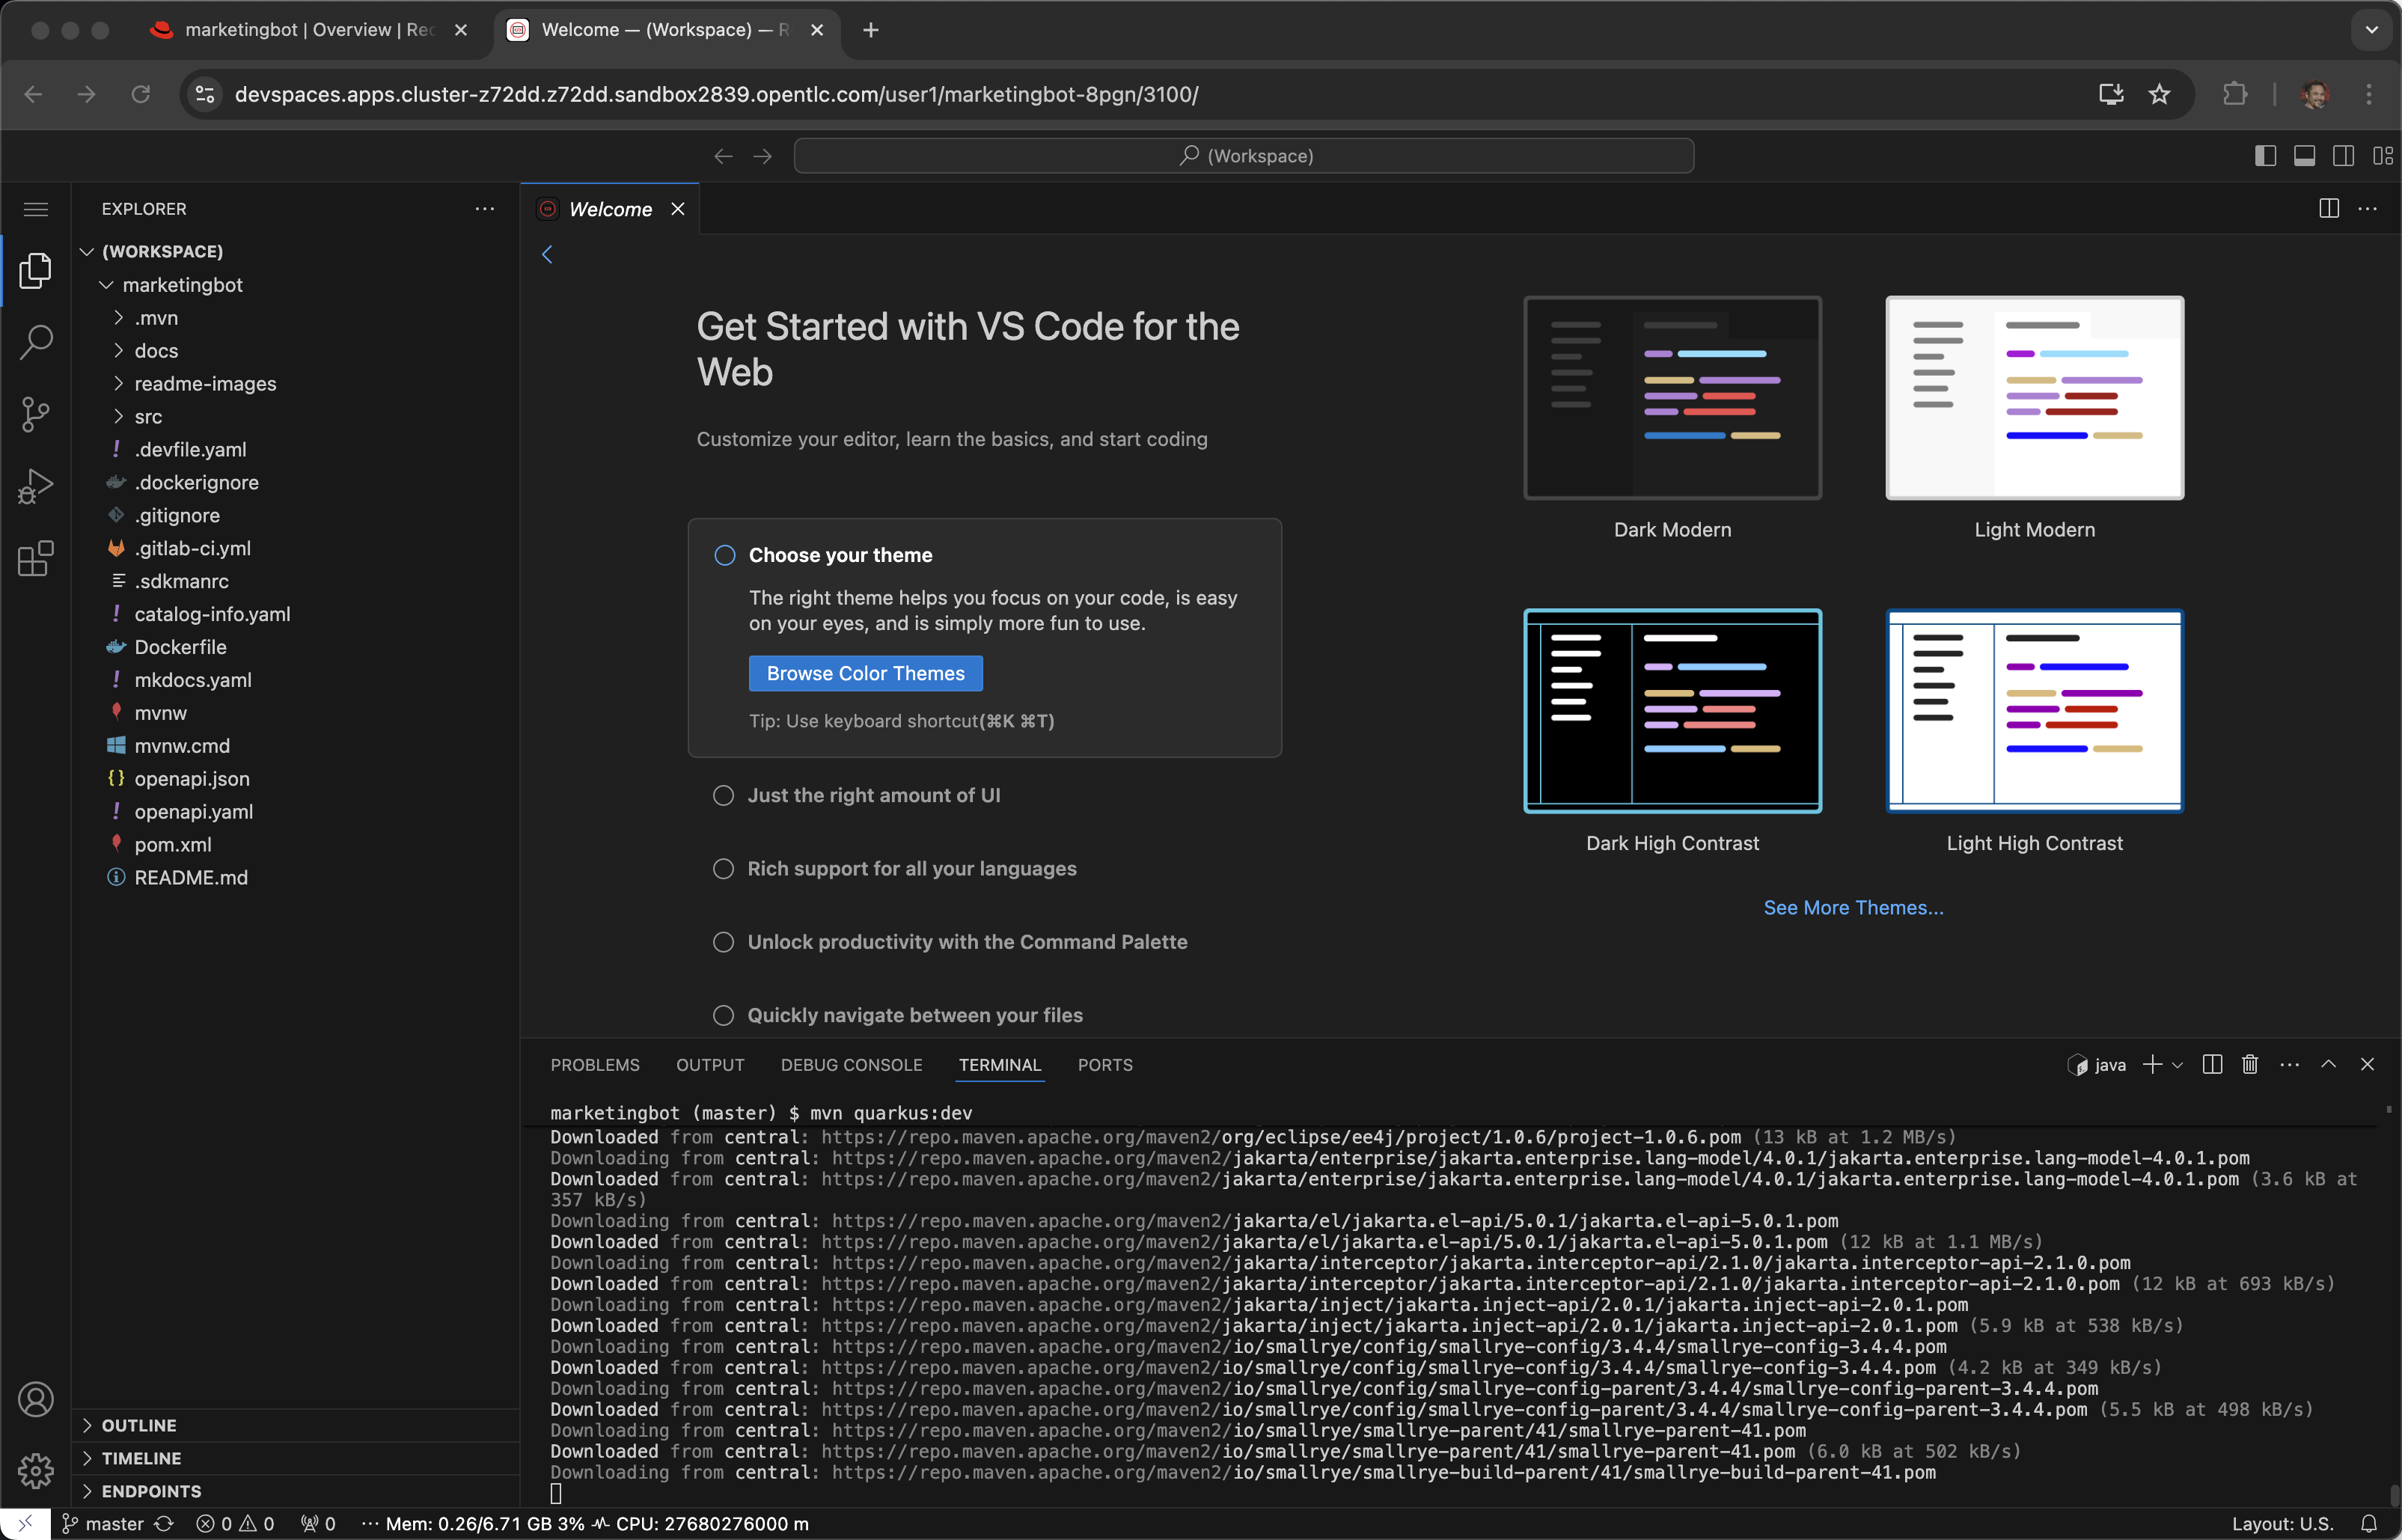 marketingbot | Overview | Red
Welcome — (Workspace) — R
devspaces.apps.cluster-z72dd.z72dd.sandbox2839.opentlc.com/user1/marketingbot-8pgn/3100/
(Workspace)
EXPLORER
(WORKSPACE)
marketingbot
.mvn
docs
readme-images
src
.devfile.yaml
.dockerignore
.gitignore
.gitlab-ci.yml
.sdkmanrc
catalog-info.yaml
Dockerfile
mkdocs.yaml
mvnw
mvnw.cmd
openapi.json
openapi.yaml
pom.xml
README.md
OUTLINE
TIMELINE
ENDPOINTS
Welcome
Get Started with VS Code for the
Web
Customize your editor, learn the basics, and start coding
Choose your theme
The right theme helps you focus on your code, is easy
on your eyes, and is simply more fun to use.
Browse Color Themes
Tip: Use keyboard shortcut(⌘K ⌘T)
Just the right amount of UI
Rich support for all your languages
Unlock productivity with the Command Palette
Quickly navigate between your files
Dark Modern
Light Modern
Dark High Contrast
Light High Contrast
See More Themes...
PROBLEMS OUTPUT DEBUG CONSOLE TERMINAL PORTS
java
marketingbot (master) $ mvn quarkus:dev
Downloaded from central: https://repo.maven.apache.org/maven2/org/eclipse/ee4j/project/1.0.6/project-1.0.6.pom (13 kB at 1.2 MB/s)
Downloading from central: https://repo.maven.apache.org/maven2/jakarta/enterprise/jakarta.enterprise.lang-model/4.0.1/jakarta.enterprise.lang-model-4.0.1.pom
Downloaded from central: https://repo.maven.apache.org/maven2/jakarta/enterprise/jakarta.enterprise.lang-model/4.0.1/jakarta.enterprise.lang-model-4.0.1.pom (3.6 kB at
357 kB/s)
Downloading from central: https://repo.maven.apache.org/maven2/jakarta/el/jakarta.el-api/5.0.1/jakarta.el-api-5.0.1.pom
Downloaded from central: https://repo.maven.apache.org/maven2/jakarta/el/jakarta.el-api/5.0.1/jakarta.el-api-5.0.1.pom (12 kB at 1.1 MB/s)
Downloading from central: https://repo.maven.apache.org/maven2/jakarta/interceptor/jakarta.interceptor-api/2.1.0/jakarta.interceptor-api-2.1.0.pom
Downloaded from central: https://repo.maven.apache.org/maven2/jakarta/interceptor/jakarta.interceptor-api/2.1.0/jakarta.interceptor-api-2.1.0.pom (12 kB at 693 kB/s)
Downloading from central: https://repo.maven.apache.org/maven2/jakarta/inject/jakarta.inject-api/2.0.1/jakarta.inject-api-2.0.1.pom
Downloaded from central: https://repo.maven.apache.org/maven2/jakarta/inject/jakarta.inject-api/2.0.1/jakarta.inject-api-2.0.1.pom (5.9 kB at 538 kB/s)
Downloading from central: https://repo.maven.apache.org/maven2/io/smallrye/config/smallrye-config/3.4.4/smallrye-config-3.4.4.pom
Downloaded from central: https://repo.maven.apache.org/maven2/io/smallrye/config/smallrye-config/3.4.4/smallrye-config-3.4.4.pom (4.2 kB at 349 kB/s)
Downloading from central: https://repo.maven.apache.org/maven2/io/smallrye/config/smallrye-config-parent/3.4.4/smallrye-config-parent-3.4.4.pom
Downloaded from central: https://repo.maven.apache.org/maven2/io/smallrye/config/smallrye-config-parent/3.4.4/smallrye-config-parent-3.4.4.pom (5.5 kB at 498 kB/s)
Downloading from central: https://repo.maven.apache.org/maven2/io/smallrye/smallrye-parent/41/smallrye-parent-41.pom
Downloaded from central: https://repo.maven.apache.org/maven2/io/smallrye/smallrye-parent/41/smallrye-parent-41.pom (6.0 kB at 502 kB/s)
Downloading from central: https://repo.maven.apache.org/maven2/io/smallrye/smallrye-build-parent/41/smallrye-build-parent-41.pom
master 0 0 0 ··· Mem: 0.26/6.71 GB 3% CPU: 27680276000 m Layout: U.S.